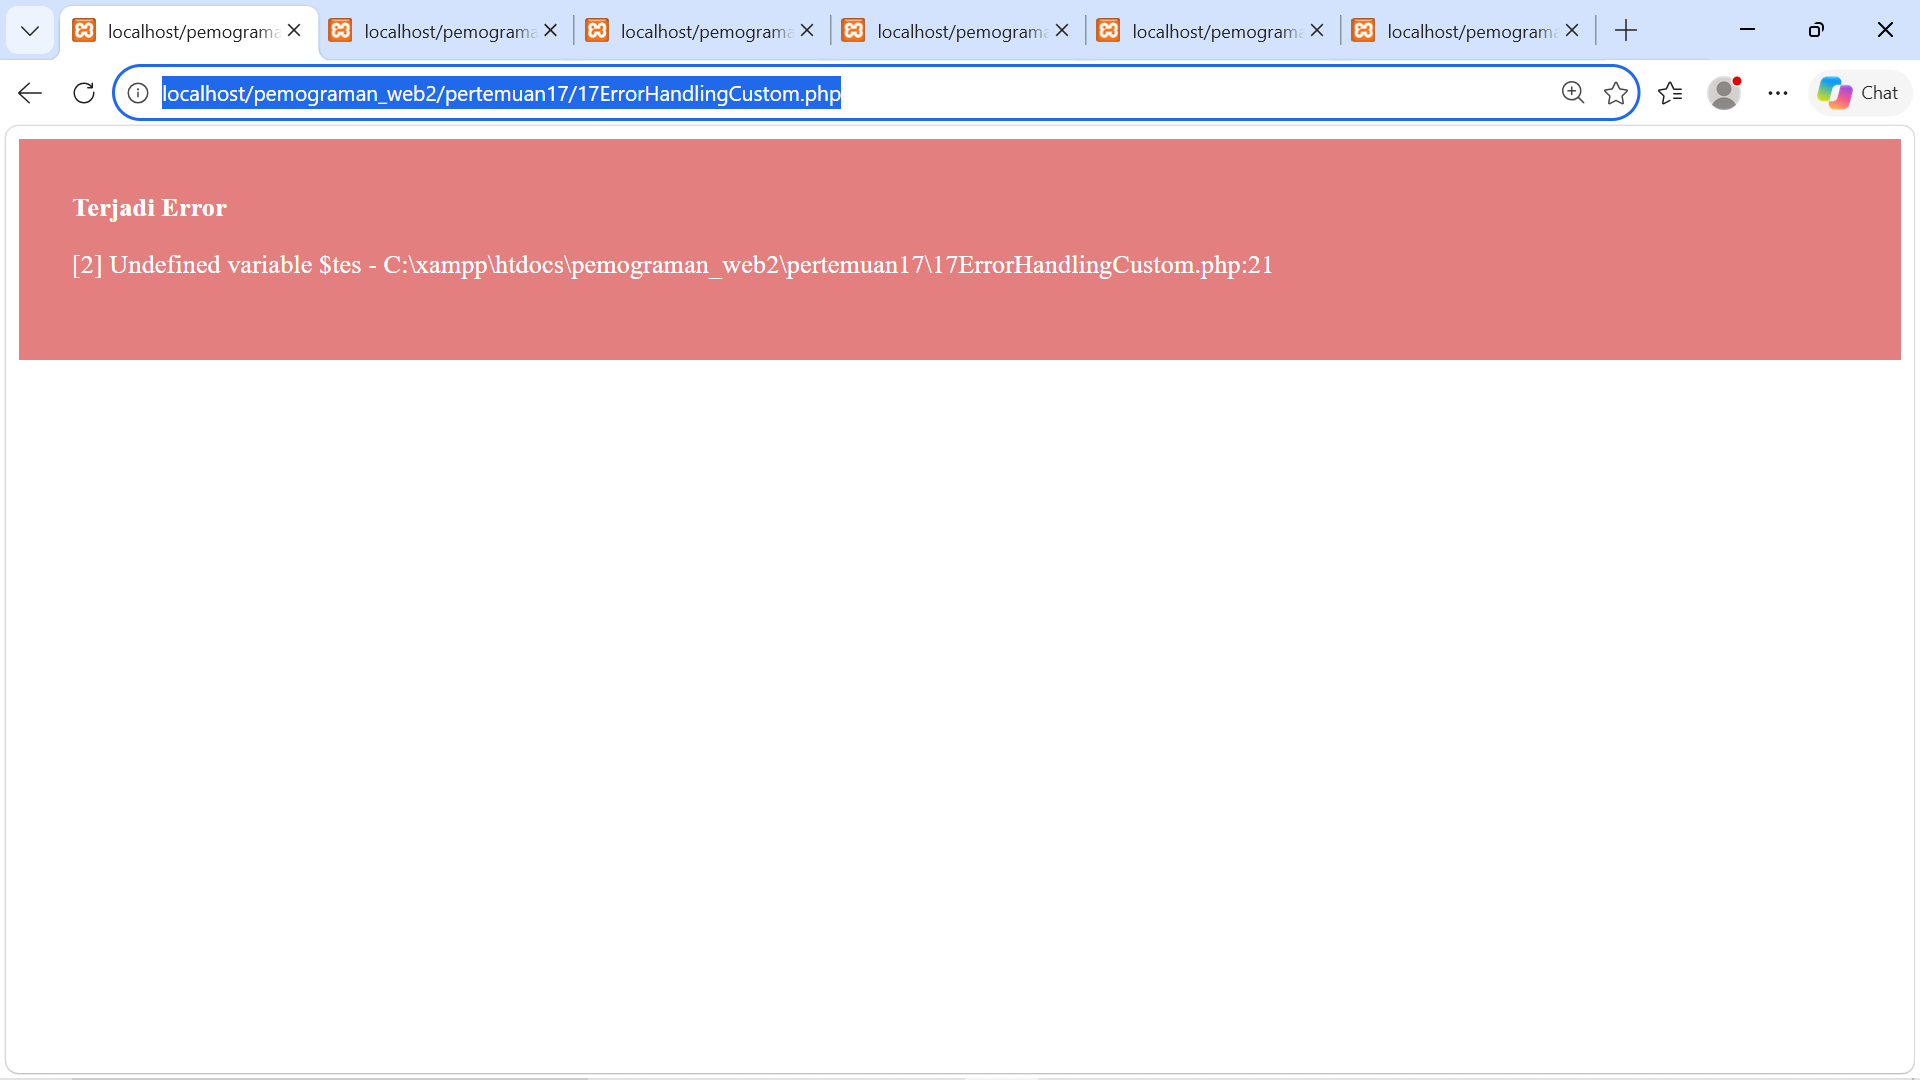 localhost/pemograma
localhost/pemograma
localhost/pemograma
localhost/pemograma
localhost/pemograma
localhost/pemograma
localhost/pemograman_web2/pertemuan17/17ErrorHandlingCustom.php
Chat
Terjadi Error
[2] Undefined variable $tes - C:\xampp\htdocs\pemograman_web2\pertemuan17\17ErrorHandlingCustom.php:21